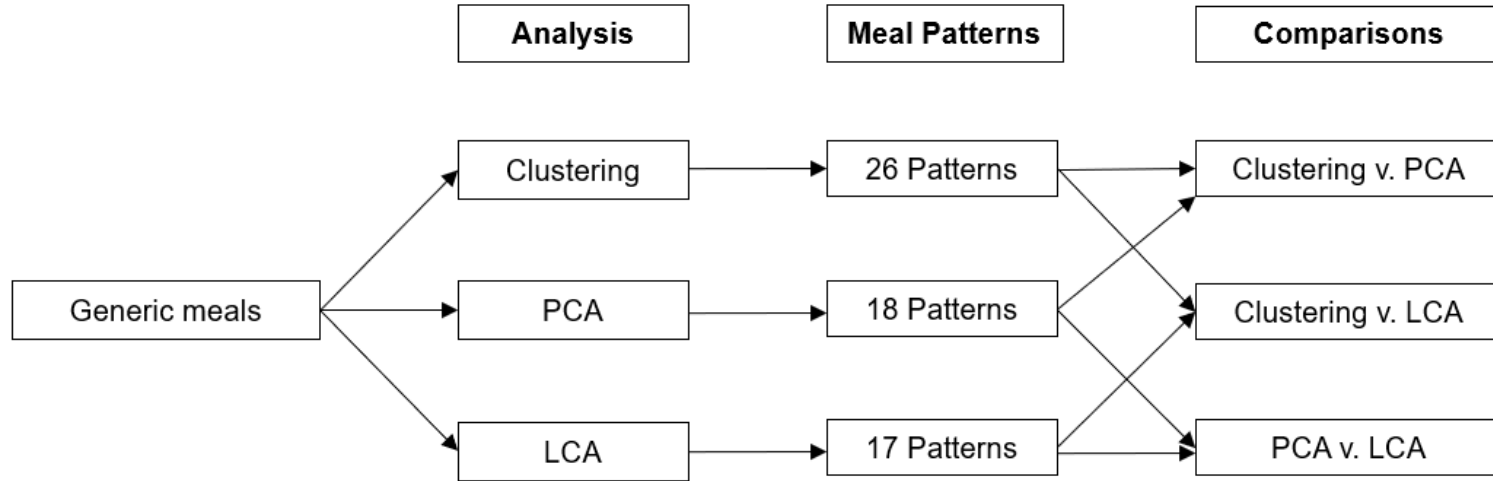 Analysis
Meal Patterns
Comparisons
Clustering
26 Patterns
Clustering v. PCA
Generic meals
PCA
18 Patterns
Clustering v. LCA
LCA
17 Patterns
PCA v. LCA